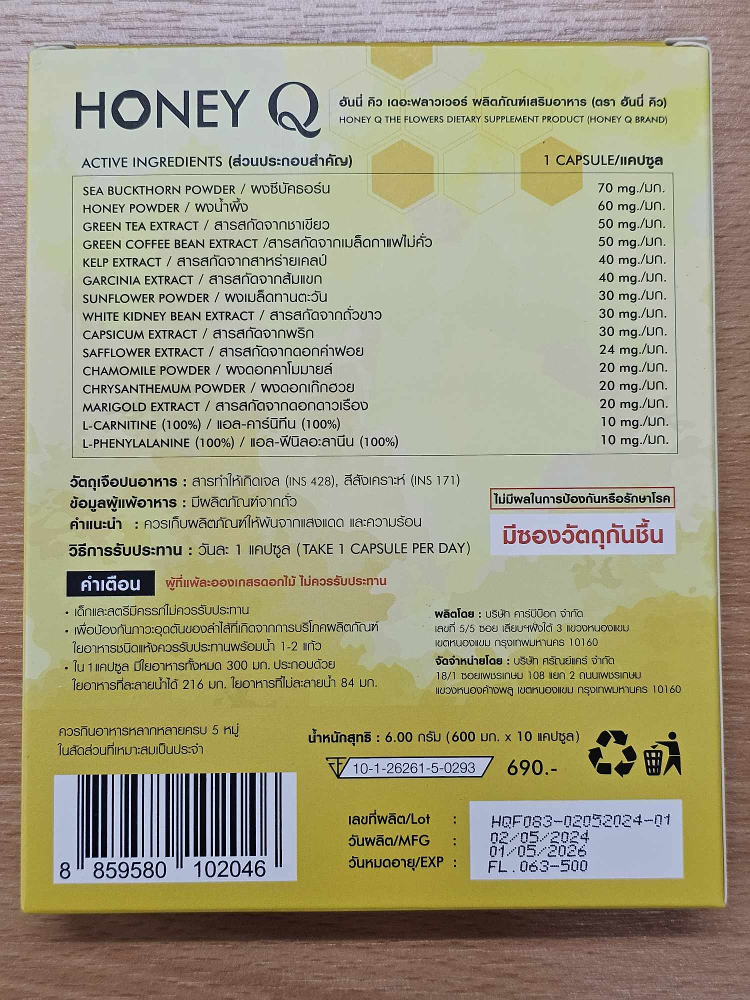 HONEY Q
ฮันนี่ คิว เดอะฟลาวเวอร์ ผลิตภัณฑ์เสริมอาหาร (ตรา ฮันนี่ คิว)
HONEY Q THE FLOWERS DIETARY SUPPLEMENT PRODUCT (HONEY Q BRAND)
ACTIVE INGREDIENTS (ส่วนประกอบสำคัญ) 1 CAPSULE/แคปซูล
SEA BUCKTHORN POWDER / ผงซีบัคธอร์น 70 mg./มก.
HONEY POWDER / ผงน้ำผึ้ง 60 mg./มก.
GREEN TEA EXTRACT / สารสกัดจากชาเขียว 50 mg./มก.
GREEN COFFEE BEAN EXTRACT /สารสกัดจากเมล็ดกาแฟไม่คั่ว 50 mg./มก.
KELP EXTRACT / สารสกัดจากสาหร่ายเคลป์ 40 mg./มก.
GARCINIA EXTRACT / สารสกัดจากส้มแขก 40 mg./มก.
SUNFLOWER POWDER / ผงเมล็ดทานตะวัน 30 mg./มก.
WHITE KIDNEY BEAN EXTRACT / สารสกัดจากถั่วขาว 30 mg./มก.
CAPSICUM EXTRACT / สารสกัดจากพริก 30 mg./มก.
SAFFLOWER EXTRACT / สารสกัดจากดอกคำฝอย 24 mg./มก.
CHAMOMILE POWDER / ผงดอกคาโมมายล์ 20 mg./มก.
CHRYSANTHEMUM POWDER / ผงดอกเก๊กฮวย 20 mg./มก.
MARIGOLD EXTRACT / สารสกัดจากดอกดาวเรือง 20 mg./มก.
L-CARNITINE (100%) / แอล-คาร์นิทีน (100%) 10 mg./มก.
L-PHENYLALANINE (100%) / แอล-ฟีนิลอะลานีน (100%) 10 mg./มก.
วัตถุเจือปนอาหาร : สารทำให้เกิดเจล (INS 428), สีสังเคราะห์ (INS 171)
ข้อมูลผู้แพ้อาหาร : มีผลิตภัณฑ์จากถั่ว
คำแนะนำ : ควรเก็บผลิตภัณฑ์ให้พ้นจากแสงแดด และความร้อน
วิธีการรับประทาน : วันละ 1 แคปซูล (TAKE 1 CAPSULE PER DAY)
ไม่มีผลในการป้องกันหรือรักษาโรค
มีซองวัตถุกันชื้น
คำเตือน ผู้ที่แพ้ละอองเกสรดอกไม้ ไม่ควรรับประทาน
• เด็กและสตรีมีครรภ์ไม่ควรรับประทาน
• เพื่อป้องกันภาวะอุดตันของลำไส้ที่เกิดจากการบริโภคผลิตภัณฑ์
ใยอาหารชนิดแห้งควรรับประทานพร้อมน้ำ 1-2 แก้ว
• ใน 1 แคปซูล มีใยอาหารทั้งหมด 300 มก. ประกอบด้วย
ใยอาหารที่ละลายน้ำได้ 216 มก. ใยอาหารที่ไม่ละลายน้ำ 84 มก.
ผลิตโดย : บริษัท คาร์บีบ๊อก จำกัด
เลขที่ 5/5 ซอย เลียบฯฝั่งใต้ 3 แขวงหนองแขม
เขตหนองแขม กรุงเทพมหานคร 10160
จัดจำหน่ายโดย : บริษัท ศรัณย์แคร์ จำกัด
18/1 ซอยเพชรเกษม 108 แยก 2 ถนนเพชรเกษม
แขวงหนองค้างพลู เขตหนองแขม กรุงเทพมหานคร 10160
ควรกินอาหารหลากหลายครบ 5 หมู่
ในสัดส่วนที่เหมาะสมเป็นประจำ
น้ำหนักสุทธิ : 6.00 กรัม (600 มก. x 10 แคปซูล)
10-1-26261-5-0293 690.-
8 859580 102046
เลขที่ผลิต/Lot : HQF083-02052024-01
วันผลิต/MFG : 02/05/2024
วันหมดอายุ/EXP : 01/05/2026
FL.063-500